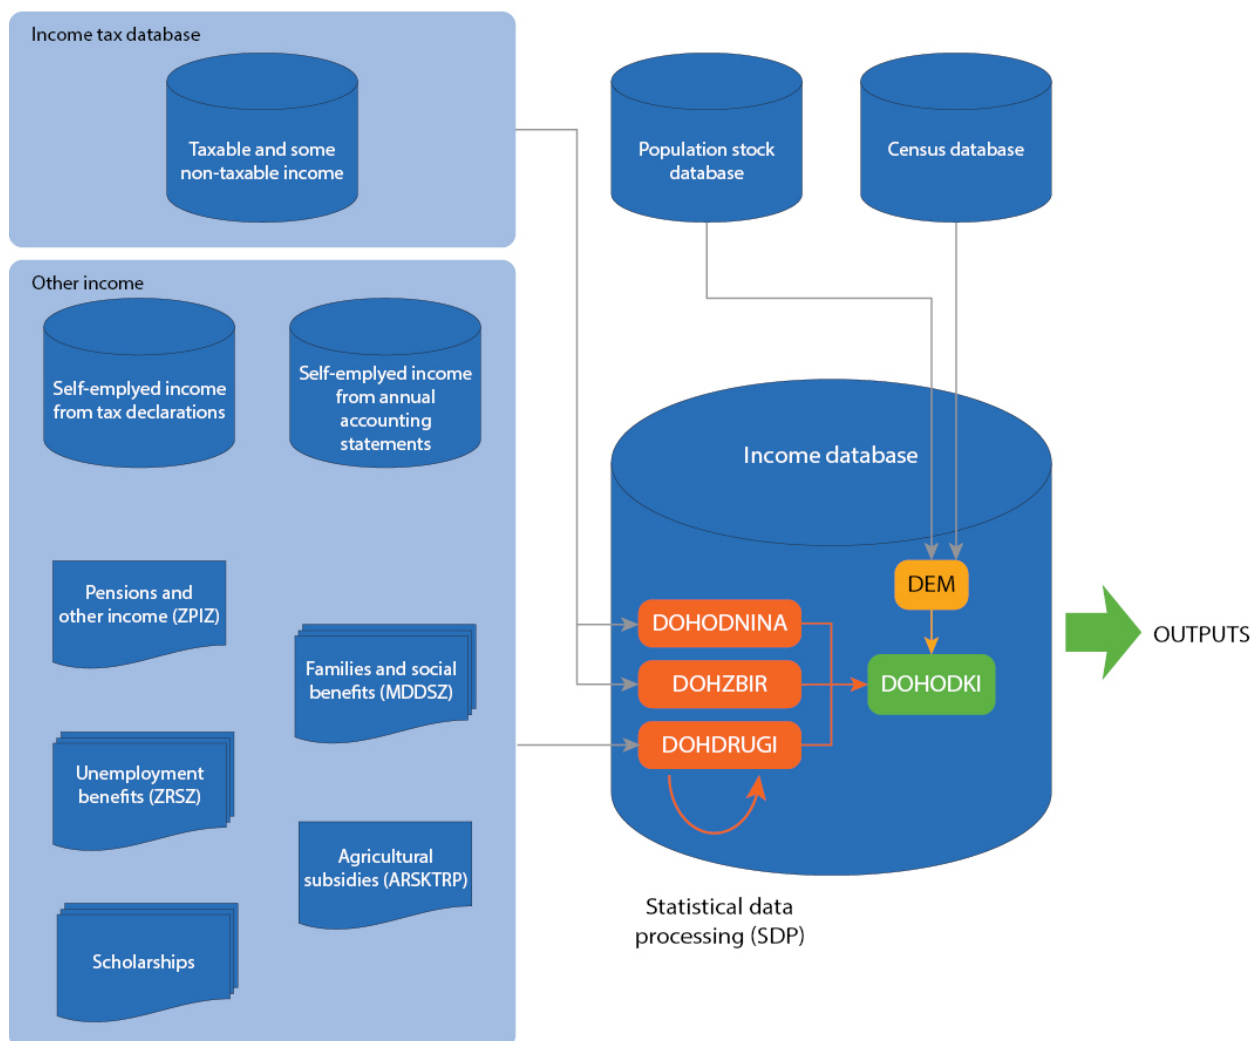 Income tax database
Taxable and some
non-taxable income
Population stock
database
Census database
Other income
Self-emplyed income
from tax declarations
Self-emplyed income
from annual
accounting
statements
Pensions and
other income (ZPIZ)
Families and social
benefits (MDDSZ)
Unemployment
benefits (ZRSZ)
Agricultural
subsidies (ARSKTRP)
Scholarships
Income database
DEM
DOHODNINA
DOHZBIR
DOHDRUGI
DOHODKI
OUTPUTS
Statistical data
processing (SDP)